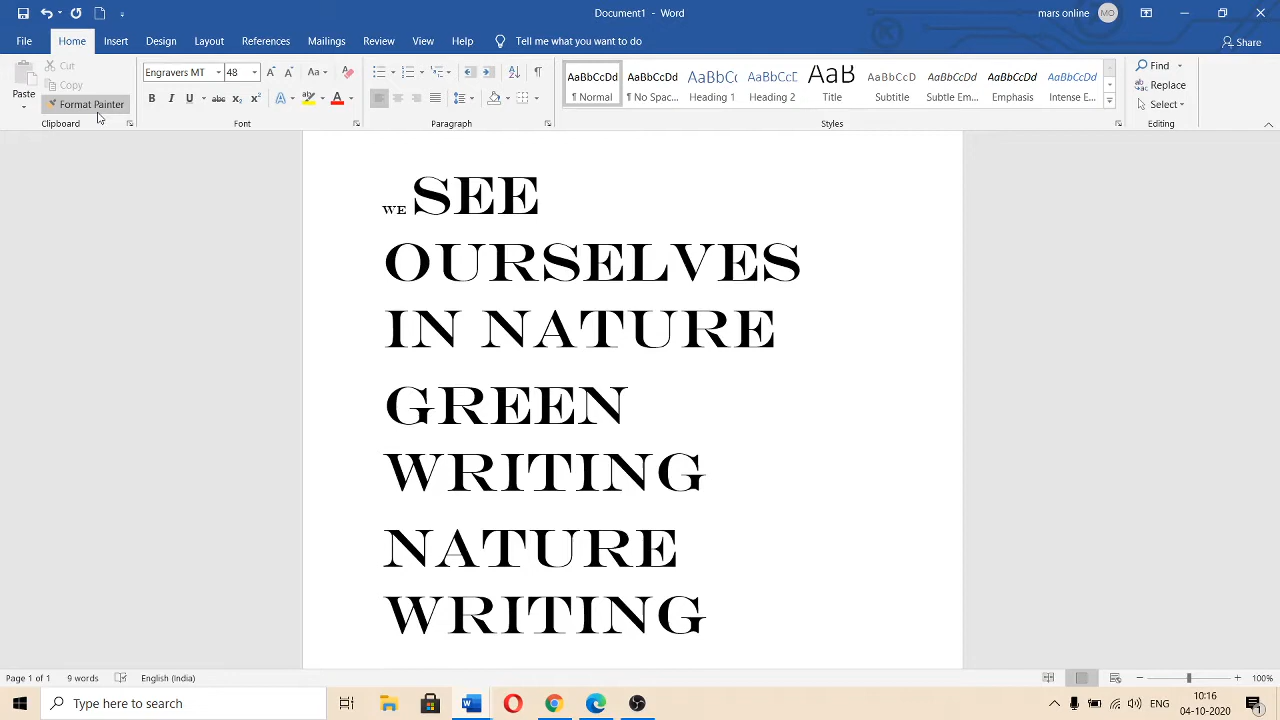 Document1 - Word
mars online
MO
File
Home
Insert
Design
Layout
References
Mailings
Review
View
Help
Tell me what you want to do
Share
Paste
Cut
Copy
Format Painter
Clipboard
Engravers MT
48
Font
Paragraph
AaBbCcDd
¶ Normal
AaBbCcDd
¶ No Spac...
AaBbCc
Heading 1
AaBbCcD
Heading 2
AaB
Title
AaBbCcD
Subtitle
AaBbCcDd
Subtle Em...
AaBbCcDd
Emphasis
AaBbCcDd
Intense E...
Styles
Find
Replace
Select
Editing
WE SEE
OURSELVES
IN NATURE
GREEN
WRITING
NATURE
WRITING
Page 1 of 1
9 words
English (India)
100%
Type here to search
ENG
10:16
04-10-2020